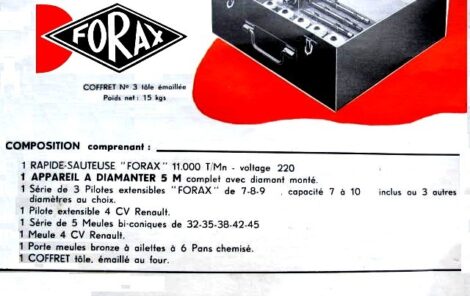 FORAX
COFFRET No 3 tôle émaillée
Poids net : 15 kgs
COMPOSITION comprenant :
1 RAPIDE-SAUTEUSE "FORAX" 11.000 T/Mn - voltage 220
1 APPAREIL A DIAMANTER 5 M complet avec diamant monté.
1 Série de 3 Pilotes extensibles "FORAX" de 7-8-9 . capacité 7 à 10 inclus ou 3 autres
diamètres au choix.
1 Pilote extensible 4 CV Renault.
1 Série de 5 Meules bi-coniques de 32-35-38-42-45
1 Meule 4 CV Renault.
1 Porte meules bronze à ailettes à 6 Pans chemisé.
1 COFFRET tôle, émaillé au four.